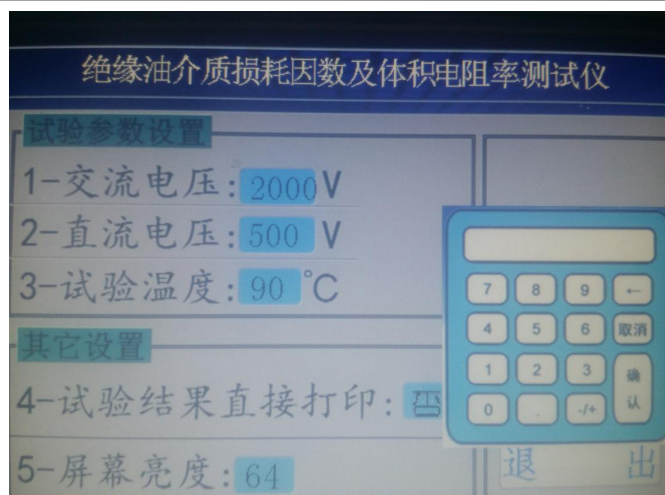 绝缘油介质损耗因数及体积电阻率测试仪
试验参数设置
1-交流电压:2000V
2-直流电压:500 V
3-试验温度:90 ℃
其它设置
4-试验结果直接打印:
5-屏幕亮度:64
7 8 9 ←
4 5 6 取消
1 2 3 确认
0 . -/+
退 出